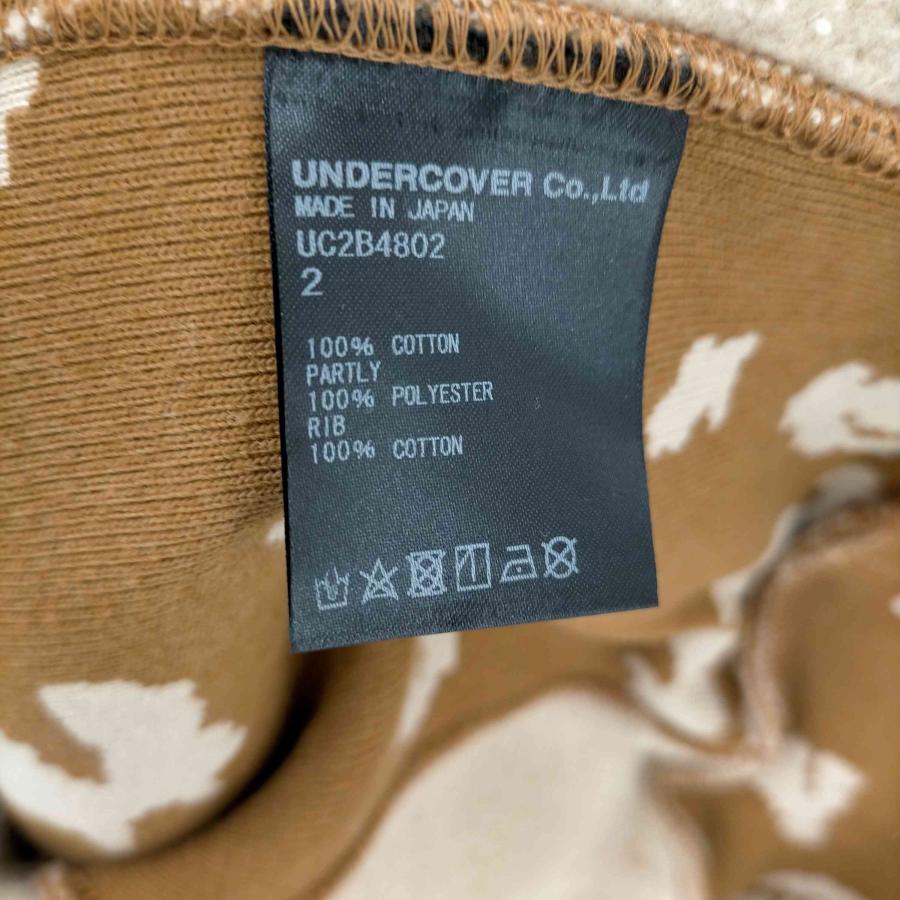 UNDERCOVER Co.,Ltd
MADE IN JAPAN
UC2B4802
2
100% COTTON
PARTLY
100% POLYESTER
RIB
100% COTTON